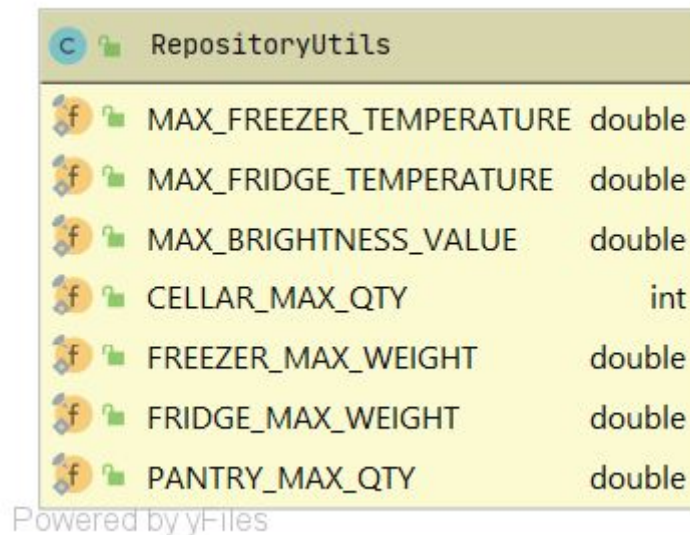 C RepositoryUtils
f MAX_FREEZER_TEMPERATURE double
f MAX_FRIDGE_TEMPERATURE double
f MAX_BRIGHTNESS_VALUE double
f CELLAR_MAX_QTY int
f FREEZER_MAX_WEIGHT double
f FRIDGE_MAX_WEIGHT double
f PANTRY_MAX_QTY double
Powered by yFiles